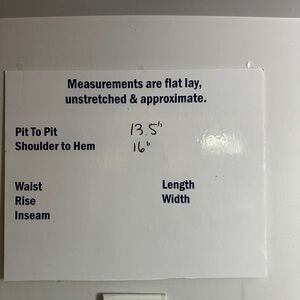 Measurements are flat lay,
unstretched & approximate.
Pit To Pit 13.5"
Shoulder to Hem 16"
Waist Length
Rise Width
Inseam